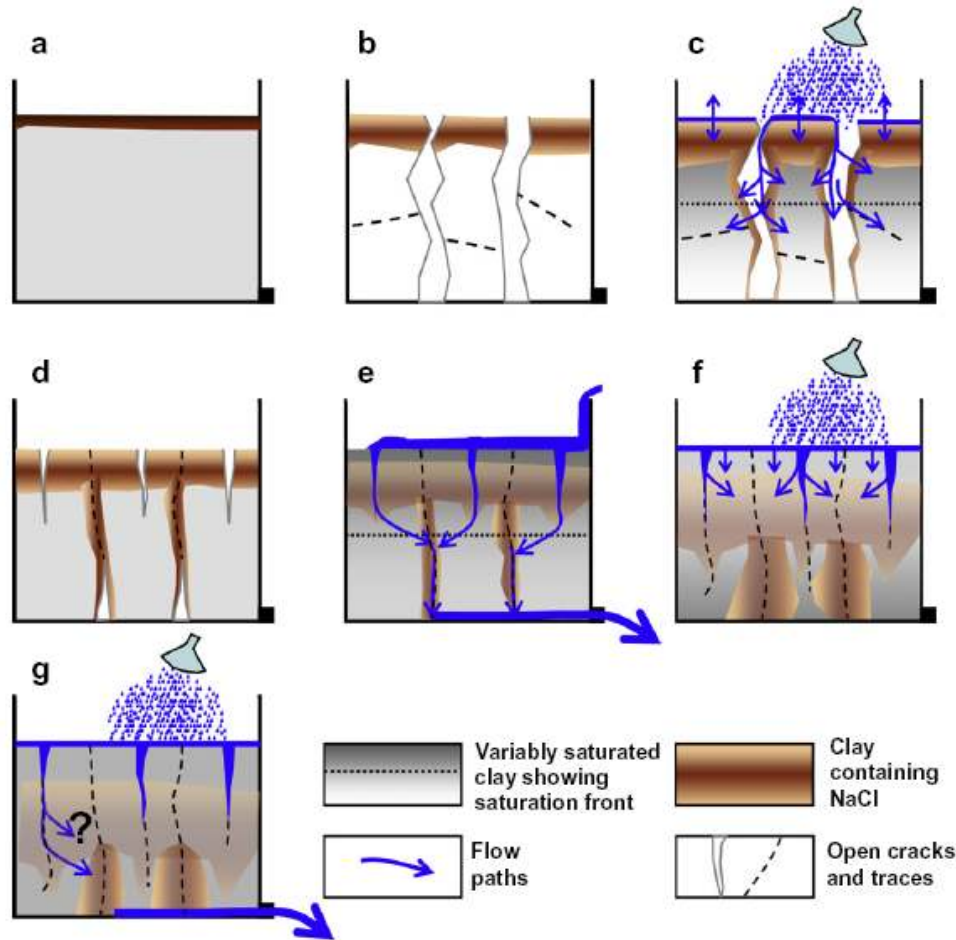 a
b
c
d
e
f
g
?
Variably saturated
clay showing
saturation front
Clay
containing
NaCl
Flow
paths
Open cracks
and traces